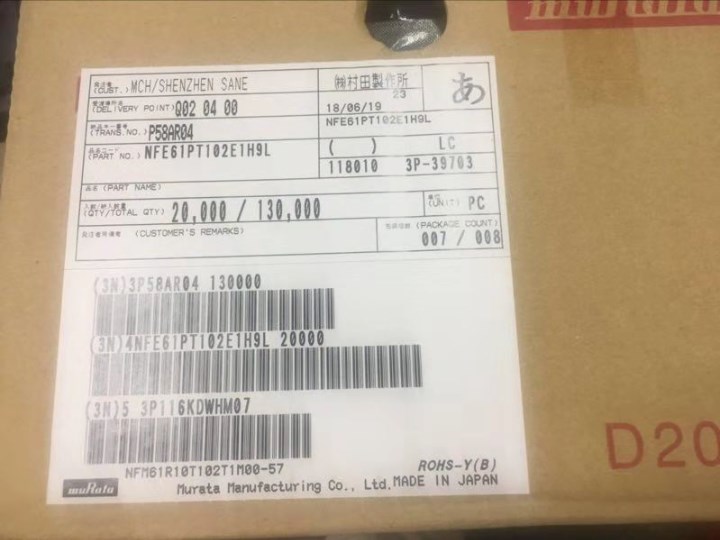 muRata
(CUST.) MCH/SHENZHEN SANE
㈱村田製作所
23
あ
(DELIVERY POINT) Q02 04 00
18/06/19
(TRANS.NO.) P58AR04
NFE61PT102E1H9L
(PART NO.) NFE61PT102E1H9L
( ) LC
118010 3P-39703
品名 (PART NAME)
(QTY/TOTAL QTY) 20,000 / 130,000
(UNIT) PC
(CUSTOMER'S REMARKS)
(PACKAGE COUNT)
007 / 008
(3N)3P58AR04 130000
(3N)4NFE61PT102E1H9L 20000
(3N)5 3P116KDWHM07
NFM61R10T102T1M00-57
ROHS-Y(B)
muRata Murata Manufacturing Co., Ltd. MADE IN JAPAN
D20